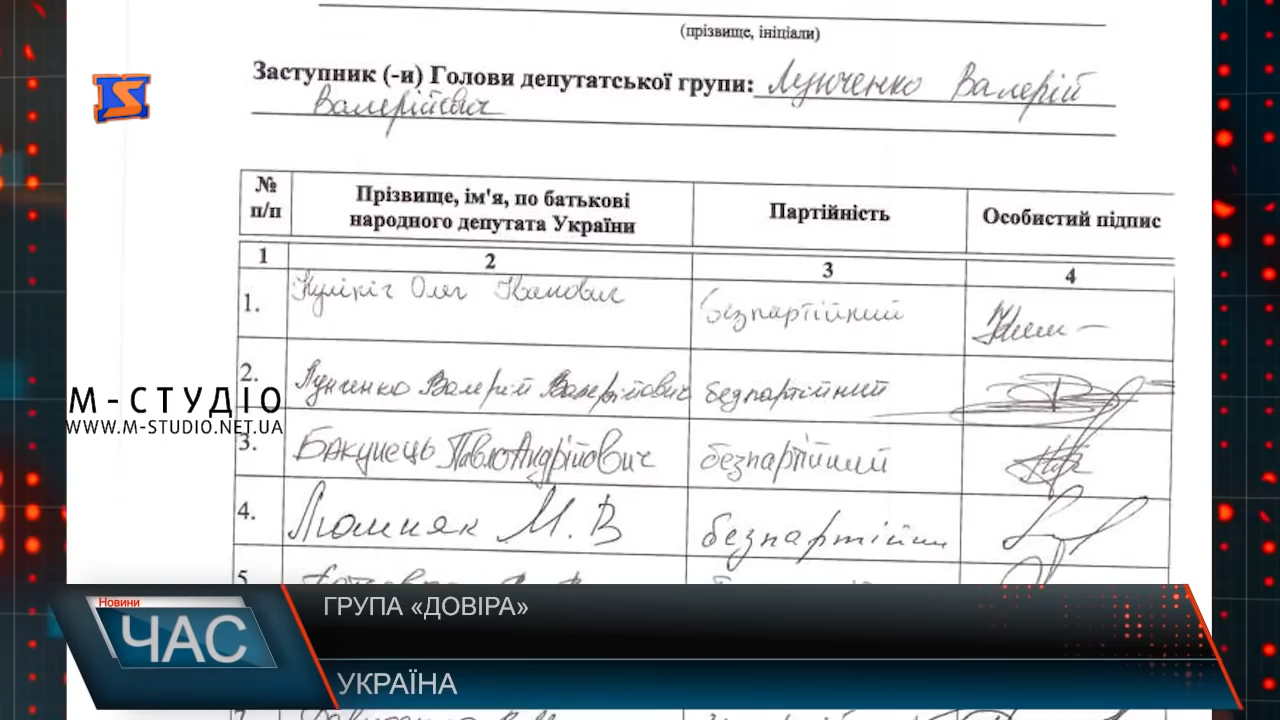 (прізвище, ініціали)
Заступник (-и) Голови депутатської групи: Лунченко Валерій
Валерійович
№ п/п
Прізвище, ім'я, по батькові народного депутата України
Партійність
Особистий підпис
1 2 3 4
1. Кулініч Олег Іванович безпартійний
2. Лунченко Валерій Валерійович безпартійний
М-СТУДІО
WWW.M-STUDIO.NET.UA
3. Бакунець Павло Андрійович безпартійний
4. Люшняк М. В безпартійний
5.
Новини
ЧАС
ГРУПА «ДОВІРА»
УКРАЇНА
7.